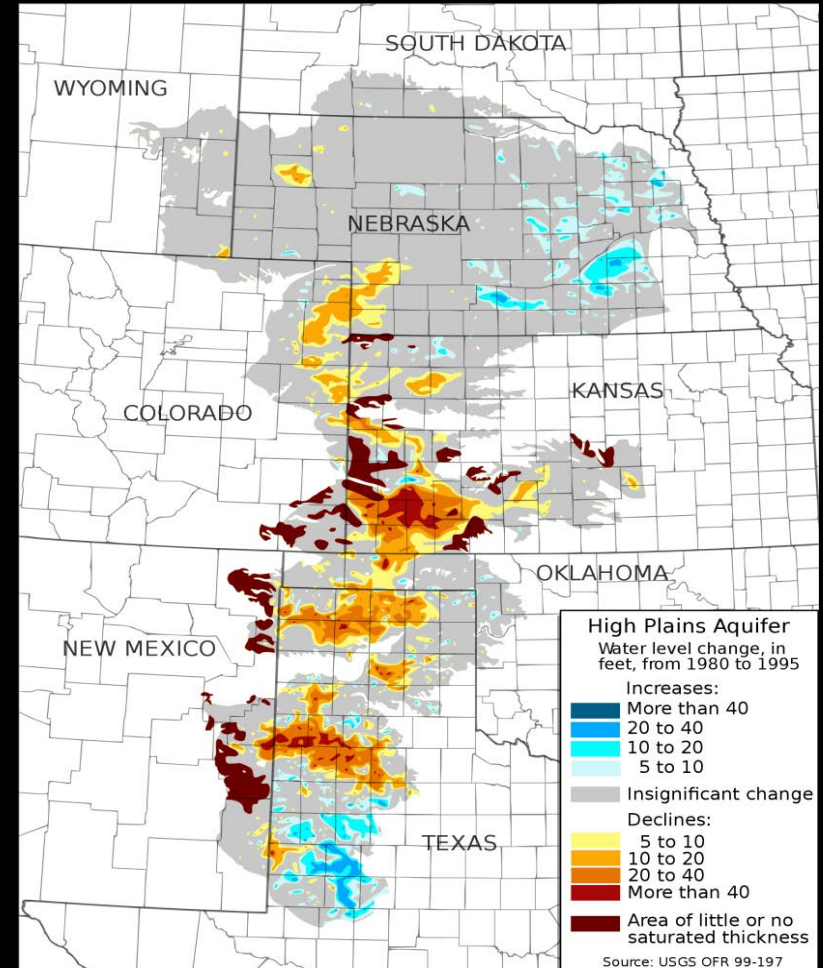 SOUTH DAKOTA
WYOMING
NEBRASKA
KANSAS
COLORADO
OKLAHOMA
NEW MEXICO
TEXAS
High Plains Aquifer
Water level change, in
feet, from 1980 to 1995
Increases:
More than 40
20 to 40
10 to 20
5 to 10
Insignificant change
Declines:
5 to 10
10 to 20
20 to 40
More than 40
Area of little or no
saturated thickness
Source: USGS OFR 99-197